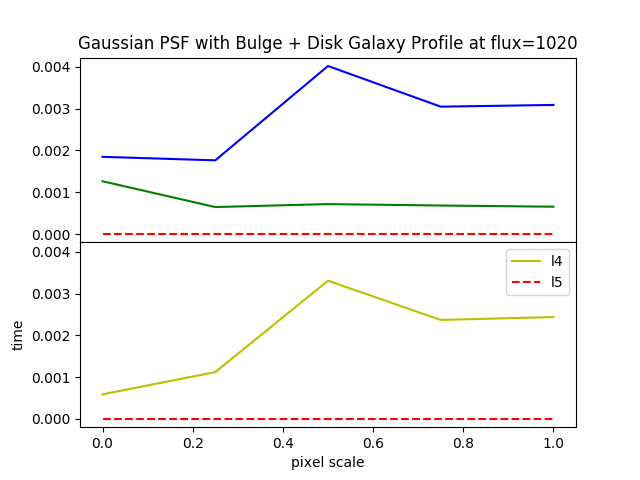 Gaussian PSF with Bulge + Disk Galaxy Profile at flux=1020
0.004
0.003
0.002
0.001
0.000
0.004
0.003
0.002
0.001
0.000
time
l4
l5
0.0 0.2 0.4 0.6 0.8 1.0
pixel scale